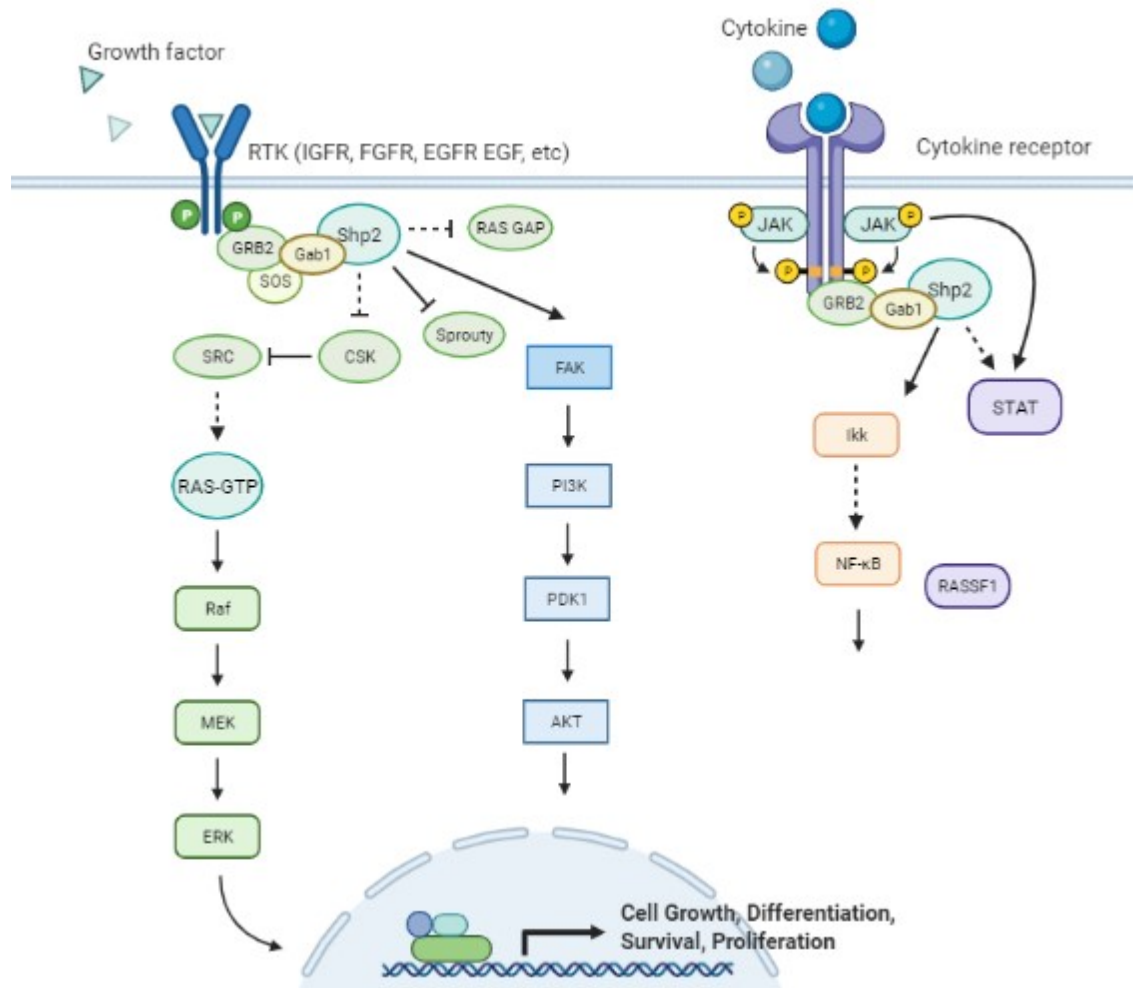 Growth factor
Cytokine
RTK (IGFR, FGFR, EGFR EGF, etc)
Cytokine receptor
P
P
GRB2
SOS
Gab1
Shp2
RAS GAP
Sprouty
CSK
SRC
RAS-GTP
Raf
MEK
ERK
FAK
PI3K
PDK1
AKT
P
JAK
JAK
P
P
P
GRB2
Gab1
Shp2
STAT
Ikk
NF-κB
RASSF1
Cell Growth, Differentiation,
Survival, Proliferation